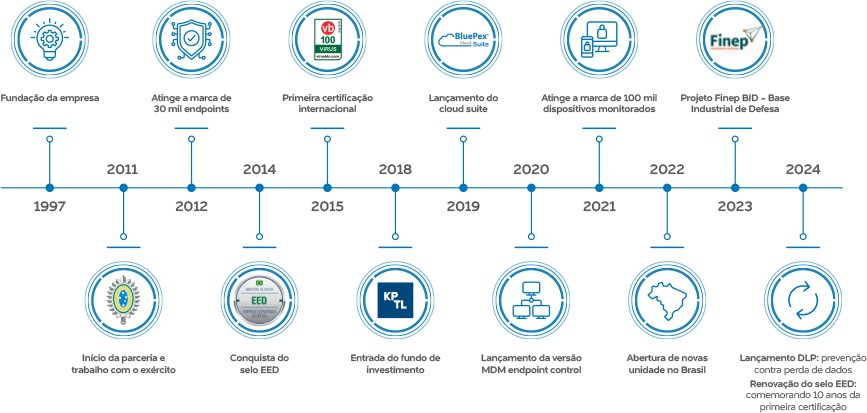 vb
100
VIRUS
virusbtn.com
BluePex
Cloud Suite
Finep
Fundação da empresa
Atinge a marca de
30 mil endpoints
Primeira certificação
internacional
Lançamento do
cloud suite
Atinge a marca de 100 mil
dispositivos monitorados
Projeto Finep BID – Base
Industrial de Defesa
2011
2014
2018
2020
2022
2024
1997
2012
2015
2019
2021
2023
EED
KP
TL
Início da parceria e
trabalho com o exército
Conquista do
selo EED
Entrada do fundo de
investimento
Lançamento da versão
MDM endpoint control
Abertura de novas
unidade no Brasil
Lançamento DLP: prevenção
contra perda de dados
Renovação do selo EED:
comemorando 10 anos da
primeira certificação